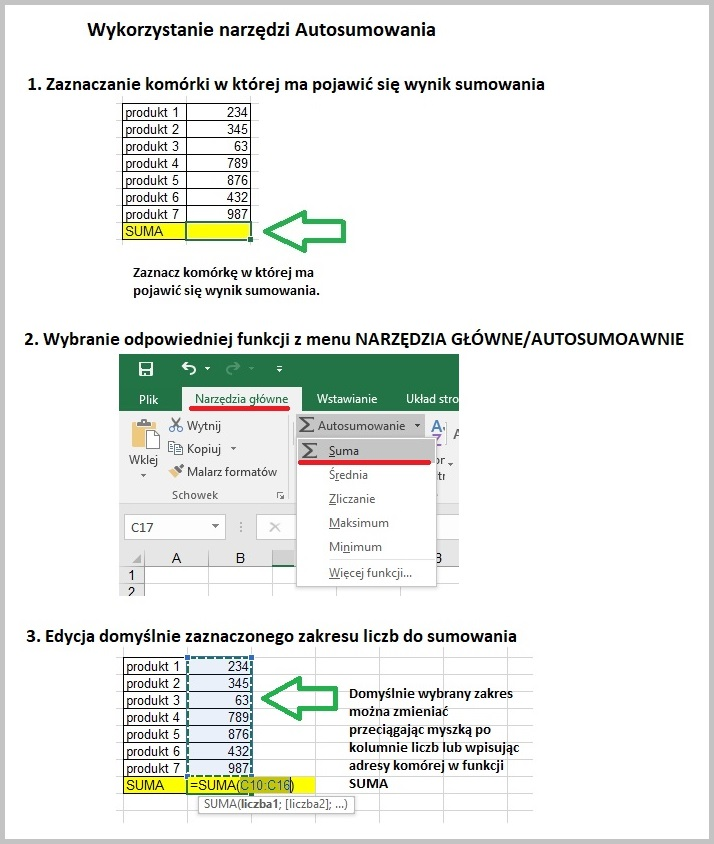 Wykorzystanie narzędzi Autosumowania
1. Zaznaczanie komórki w której ma pojawić się wynik sumowania
produkt 1 234
produkt 2 345
produkt 3 63
produkt 4 789
produkt 5 876
produkt 6 432
produkt 7 987
SUMA
Zaznacz komórkę w której ma
pojawić się wynik sumowania.
2. Wybranie odpowiedniej funkcji z menu NARZĘDZIA GŁÓWNE/AUTOSUMOAWNIE
Plik Narzędzia główne Wstawianie Układ stro
Wklej
Wytnij
Kopiuj
Malarz formatów
Schowek
Autosumowanie
Suma
Średnia
Zliczanie
Maksimum
Minimum
Więcej funkcji...
C17
A B
1
2
3. Edycja domyślnie zaznaczonego zakresu liczb do sumowania
produkt 1 234
produkt 2 345
produkt 3 63
produkt 4 789
produkt 5 876
produkt 6 432
produkt 7 987
SUMA =SUMA(C10:C16)
SUMA(liczba1; [liczba2]; ...)
Domyślnie wybrany zakres
można zmieniać
przeciągając myszką po
kolumnie liczb lub wpisując
adresy komórej w funkcji
SUMA